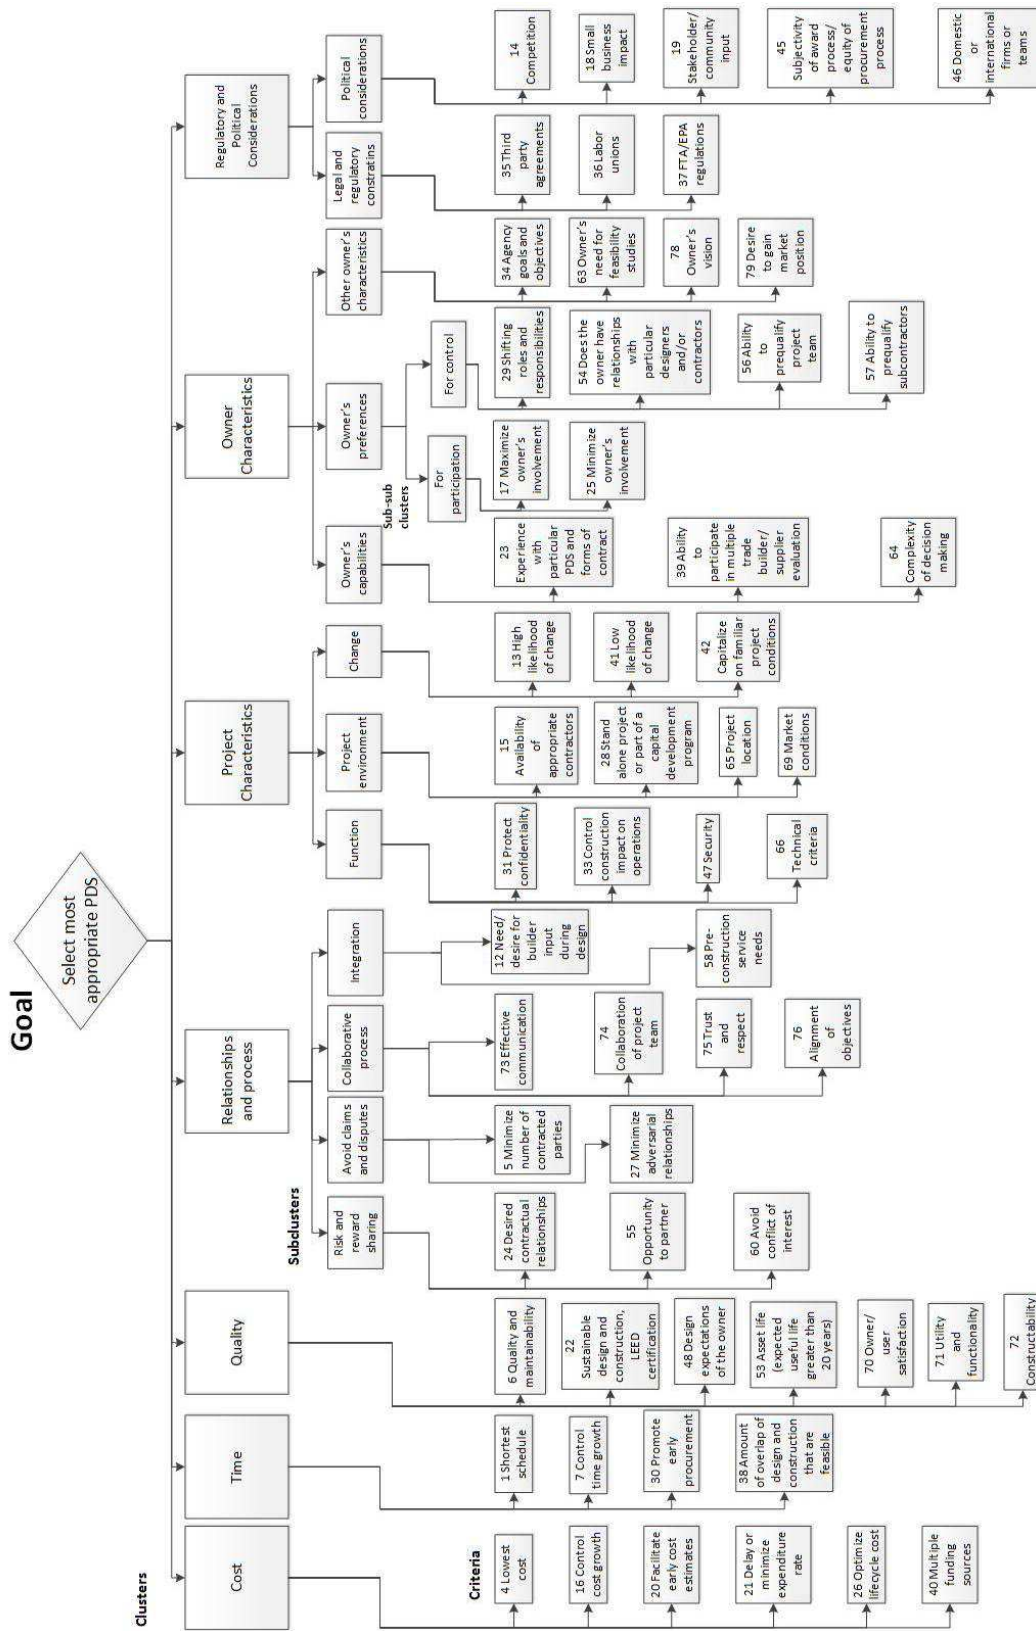 Goal
Select most
appropriate PDS
Clusters
Cost
Time
Quality
Relationships
and process
Project
Characteristics
Owner
Characteristics
Regulatory and
Political
Considerations
Subclusters
Risk and
reward
sharing
Avoid claims
and disputes
Collaborative
process
Integration
Function
Project
environment
Change
Owner's
capabilities
Owner's
preferences
Other owner's
characteristics
Legal and
regulatory
constratins
Political
considerations
Sub-sub
clusters
For
participation
For control
Criteria
4 Lowest
cost
16 Control
cost growth
20 Facilitate
early cost
estimates
21 Delay or
minimize
expenditure
rate
26 Optimize
lifecycle cost
40 Multiple
funding
sources
1 Shortest
schedule
7 Control
time growth
30 Promote
early
procurement
38 Amount
of overlap of
design and
construction
that are
feasible
6 Quality and
maintainability
22
Sustainable
design and
construction,
LEED
certification
48 Design
expectations
of the owner
53 Asset life
(expected
useful life
greater than
20 years)
70 Owner/
user
satisfaction
71 Utility
and
functionality
72
Constructability
24 Desired
contractual
relationships
55
Opportunity
to partner
60 Avoid
conflict of
interest
5 Minimize
number of
contracted
parties
27 Minimize
adversarial
relationships
73 Effective
communication
74
Collaboration
of project
team
75 Trust
and
respect
76
Alignment
of
objectives
12 Need/
desire for
builder
input
during
design
58 Pre-
construction
service
needs
31 Protect
confidentiality
33 Control
construction
impact on
operations
47 Security
66
Technical
criteria
15
Availability
of
appropriate
contractors
28 Stand
alone project
or part of a
capital
development
program
65 Project
location
69 Market
conditions
13 High
likelihood
of change
41 Low
likelihood
of change
42
Capitalize
on familiar
project
conditions
23
Experience
with
particular
PDS and
forms of
contract
39 Ability
to
participate
in multiple
trade
builder/
supplier
evaluation
64
Complexity
of decision
making
17 Maximize
owner's
involvement
25 Minimize
owner's
involvement
29 Shifting
roles and
responsibilities
54 Does the
owner have
relationships
with
particular
designers
and/or
contractors
56 Ability
to
prequalify
project
team
57 Ability to
prequalify
subcontractors
34 Agency
goals and
objectives
63 Owner's
need for
feasibility
studies
78
Owner's
vision
79 Desire
to gain
market
position
35 Third
party
agreements
36 Labor
unions
37 FTA/EPA
regulations
14
Competition
18 Small
business
impact
19
Stakeholder/
community
input
45
Subjectivity
of award
process/
equity of
procurement
process
46 Domestic
or
international
firms or
teams